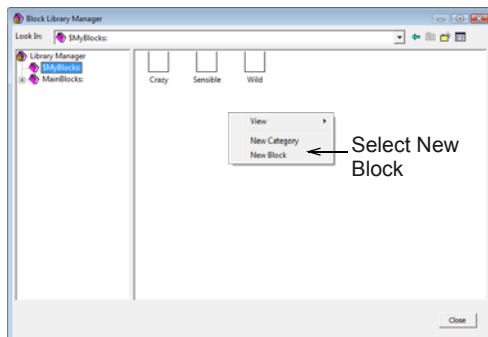 Block Library Manager
Look In: $MyBlocks:
Library Manager
$MyBlocks:
MainBlocks:
Crazy Sensible Wild
View
New Category
New Block
Select New
Block
Close